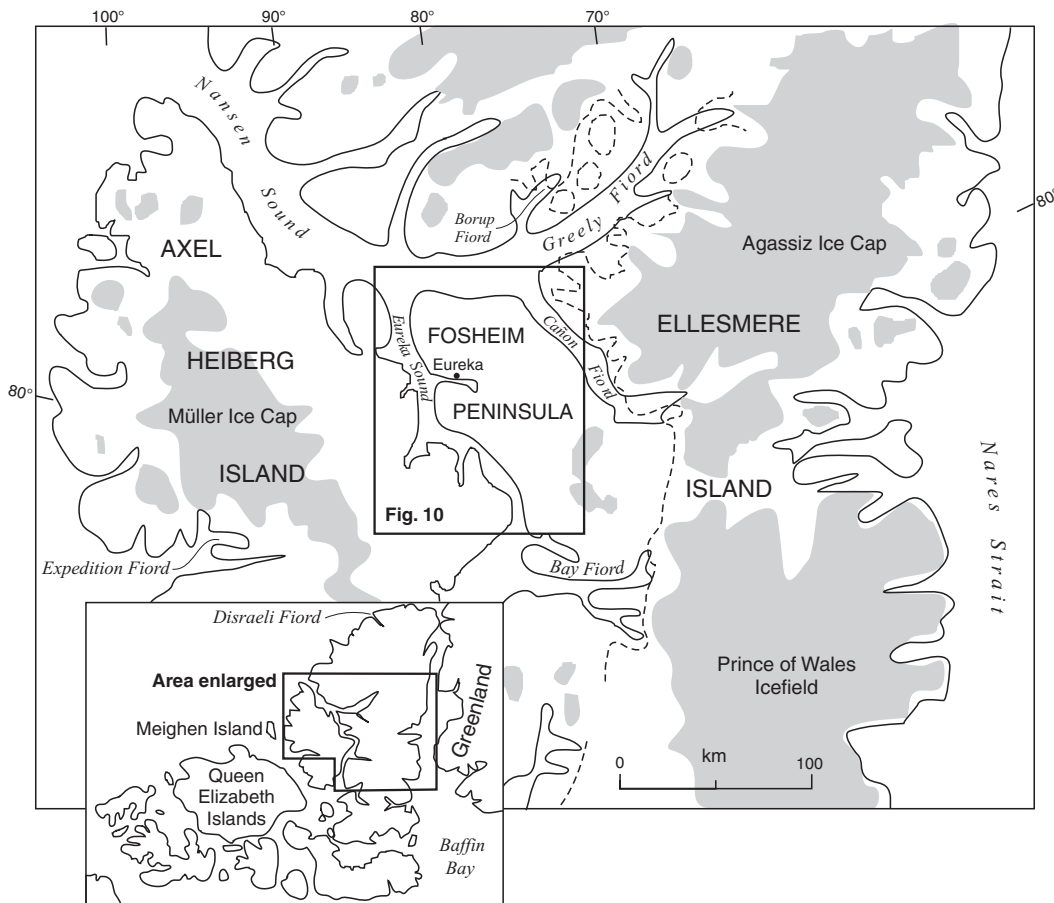 100°
90°
80°
70°
Nansen
Sound
Borup
Fiord
Greely Fiord
80°
AXEL
Agassiz Ice Cap
Eureka Sound
Cañon
Fiord
FOSHEIM
Eureka
PENINSULA
ELLESMERE
HEIBERG
80°
Müller Ice Cap
ISLAND
ISLAND
Nares Strait
Fig. 10
Expedition Fiord
Bay Fiord
Disraeli Fiord
Area enlarged
Meighen Island
Greenland
Queen
Elizabeth
Islands
Baffin
Bay
Prince of Wales
Icefield
km
0
100